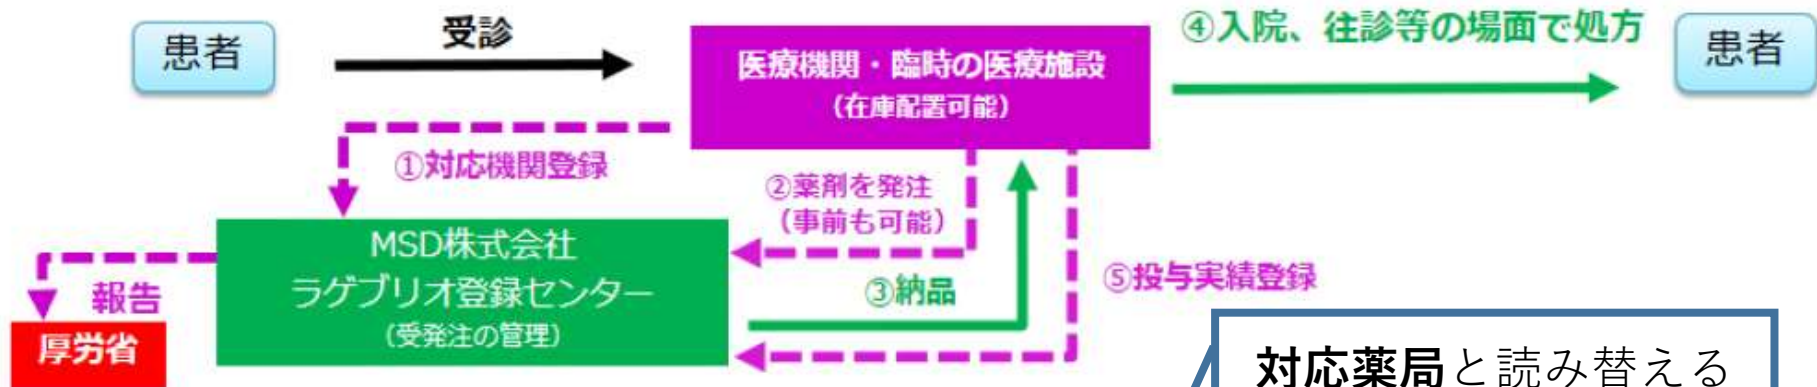 患者
受診
医療機関・臨時の医療施設
(在庫配置可能)
④入院、往診等の場面で処方
患者
①対応機関登録
②薬剤を発注
(事前も可能)
MSD株式会社
ラゲブリオ登録センター
(受発注の管理)
③納品
⑤投与実績登録
報告
厚労省
対応薬局と読み替える